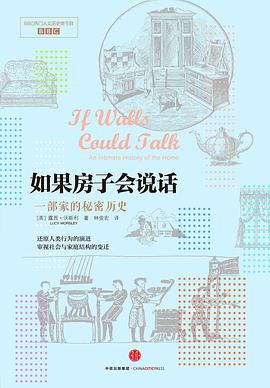 BBC热门人文历史类节目
BBC
If Walls
Could Talk
An Intimate History of the Home
如果房子会说话
一部家的秘密历史
[英] 露西·沃斯利 著 林俊宏 译
LUCY WORSLEY
还原人类行为的演进
审视社会与家庭结构的变迁
中信出版集团·CHINACITICPRESS